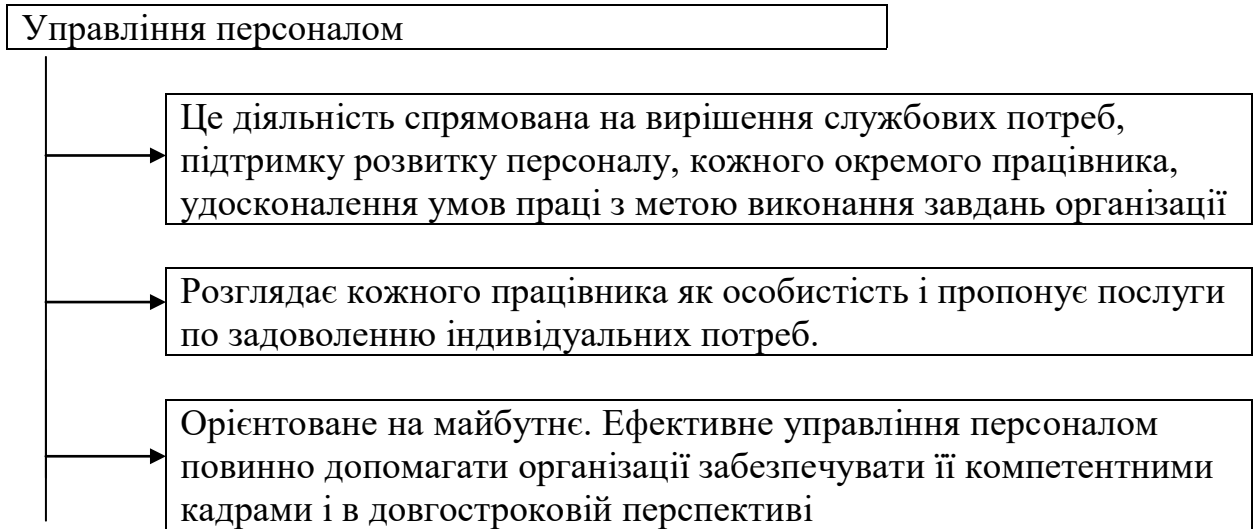 Управління персоналом
Це діяльність спрямована на вирішення службових потреб,
підтримку розвитку персоналу, кожного окремого працівника,
удосконалення умов праці з метою виконання завдань організації
Розглядає кожного працівника як особистість і пропонує послуги
по задоволенню індивідуальних потреб.
Орієнтоване на майбутнє. Ефективне управління персоналом
повинно допомагати організації забезпечувати її компетентними
кадрами і в довгостроковій перспективі